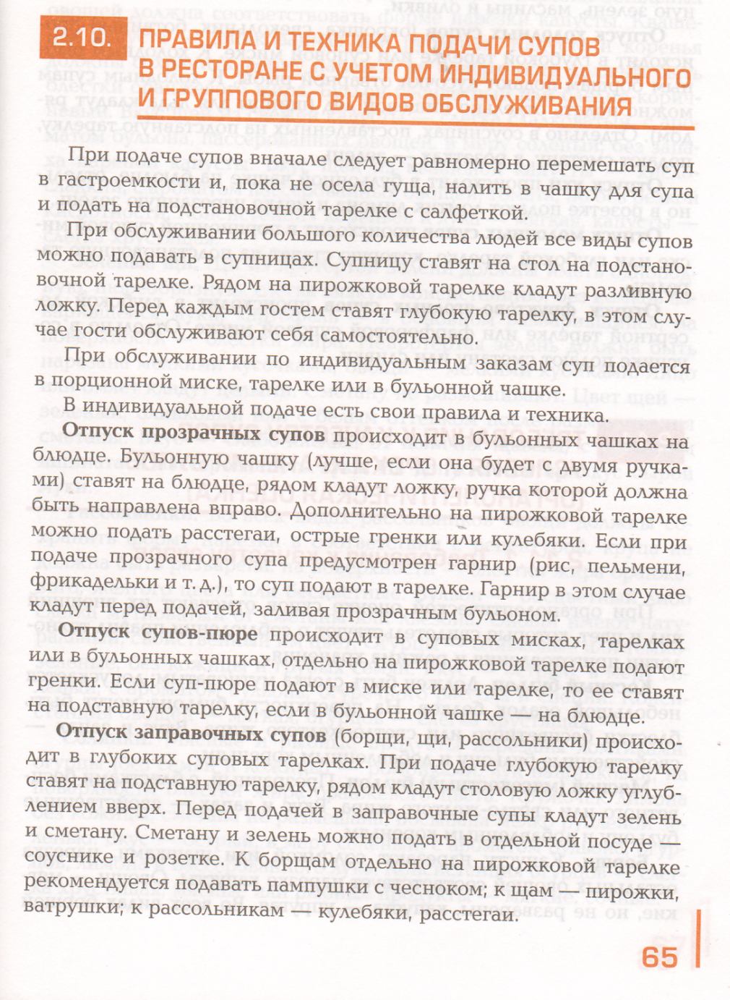 2.10.
ПРАВИЛА И ТЕХНИКА ПОДАЧИ СУПОВ
В РЕСТОРАНЕ С УЧЕТОМ ИНДИВИДУАЛЬНОГО
И ГРУППОВОГО ВИДОВ ОБСЛУЖИВАНИЯ
При подаче супов вначале следует равномерно перемешать суп
в гастроемкости и, пока не осела гуща, налить в чашку для супа
и подать на подстановочной тарелке с салфеткой.
При обслуживании большого количества людей все виды супов
можно подавать в супницах. Супницу ставят на стол на подстано-
вочной тарелке. Рядом на пирожковой тарелке кладут разливную
ложку. Перед каждым гостем ставят глубокую тарелку, в этом слу-
чае гости обслуживают себя самостоятельно.
При обслуживании по индивидуальным заказам суп подается
в порционной миске, тарелке или в бульонной чашке.
В индивидуальной подаче есть свои правила и техника.
Отпуск прозрачных супов происходит в бульонных чашках на
блюдце. Бульонную чашку (лучше, если она будет с двумя ручка-
ми) ставят на блюдце, рядом кладут ложку, ручка которой должна
быть направлена вправо. Дополнительно на пирожковой тарелке
можно подать расстегаи, острые гренки или кулебяки. Если при
подаче прозрачного супа предусмотрен гарнир (рис, пельмени,
фрикадельки и т. д.), то суп подают в тарелке. Гарнир в этом случае
кладут перед подачей, заливая прозрачным бульоном.
Отпуск супов-пюре происходит в суповых мисках, тарелках
или в бульонных чашках, отдельно на пирожковой тарелке подают
гренки. Если суп-пюре подают в миске или тарелке, то ее ставят
на подставную тарелку, если в бульонной чашке — на блюдце.
Отпуск заправочных супов (борщи, щи, рассольники) происхо-
дит в глубоких суповых тарелках. При подаче глубокую тарелку
ставят на подставную тарелку, рядом кладут столовую ложку углуб-
лением вверх. Перед подачей в заправочные супы кладут зелень
и сметану. Сметану и зелень можно подать в отдельной посуде —
соуснике и розетке. К борщам отдельно на пирожковой тарелке
рекомендуется подавать пампушки с чесноком; к щам — пирожки,
ватрушки; к рассольникам — кулебяки, расстегаи.
65